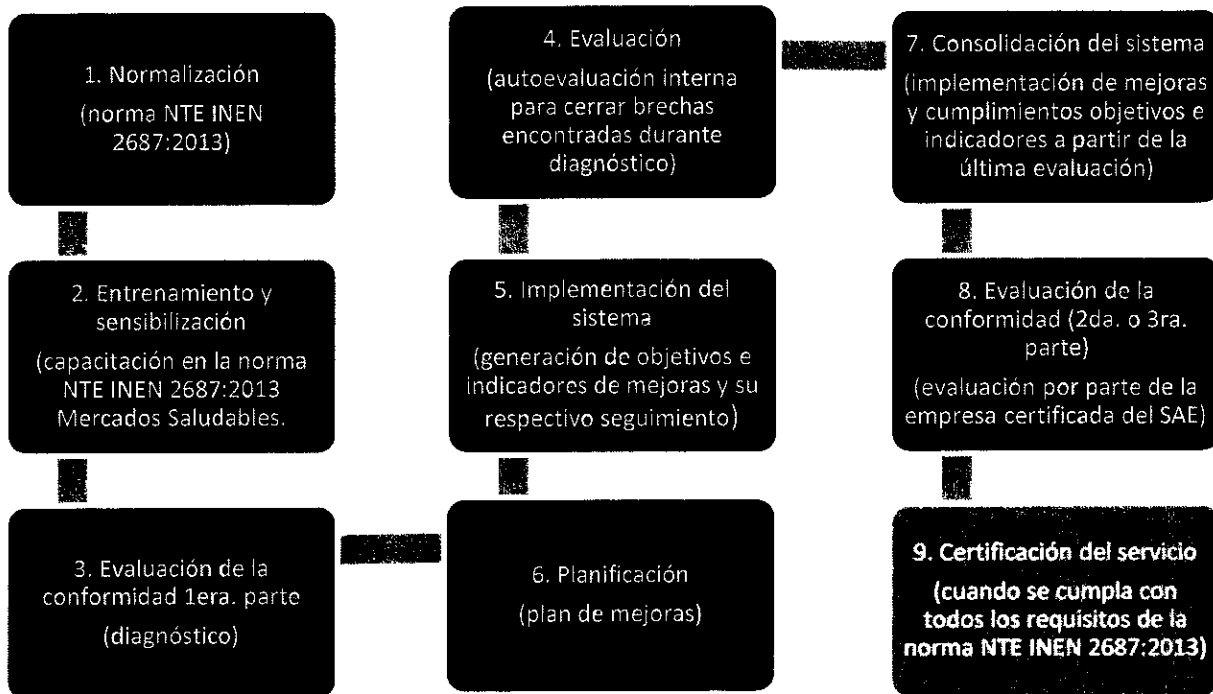 1. Normalización
(norma NTE INEN
2687:2013)
2. Entrenamiento y
sensibilización
(capacitación en la norma
NTE INEN 2687:2013
Mercados Saludables.
3. Evaluación de la
conformidad 1era. parte
(diagnóstico)
4. Evaluación
(autoevaluación interna
para cerrar brechas
encontradas durante
diagnóstico)
5. Implementación del
sistema
(generación de objetivos e
indicadores de mejoras y su
respectivo seguimiento)
6. Planificación
(plan de mejoras)
7. Consolidación del sistema
(implementación de mejoras
y cumplimientos objetivos e
indicadores a partir de la
última evaluación)
8. Evaluación de la
conformidad (2da. o 3ra.
parte)
(evaluación por parte de la
empresa certificada del SAE)
9. Certificación del servicio
(cuando se cumpla con
todos los requisitos de la
norma NTE INEN 2687:2013)